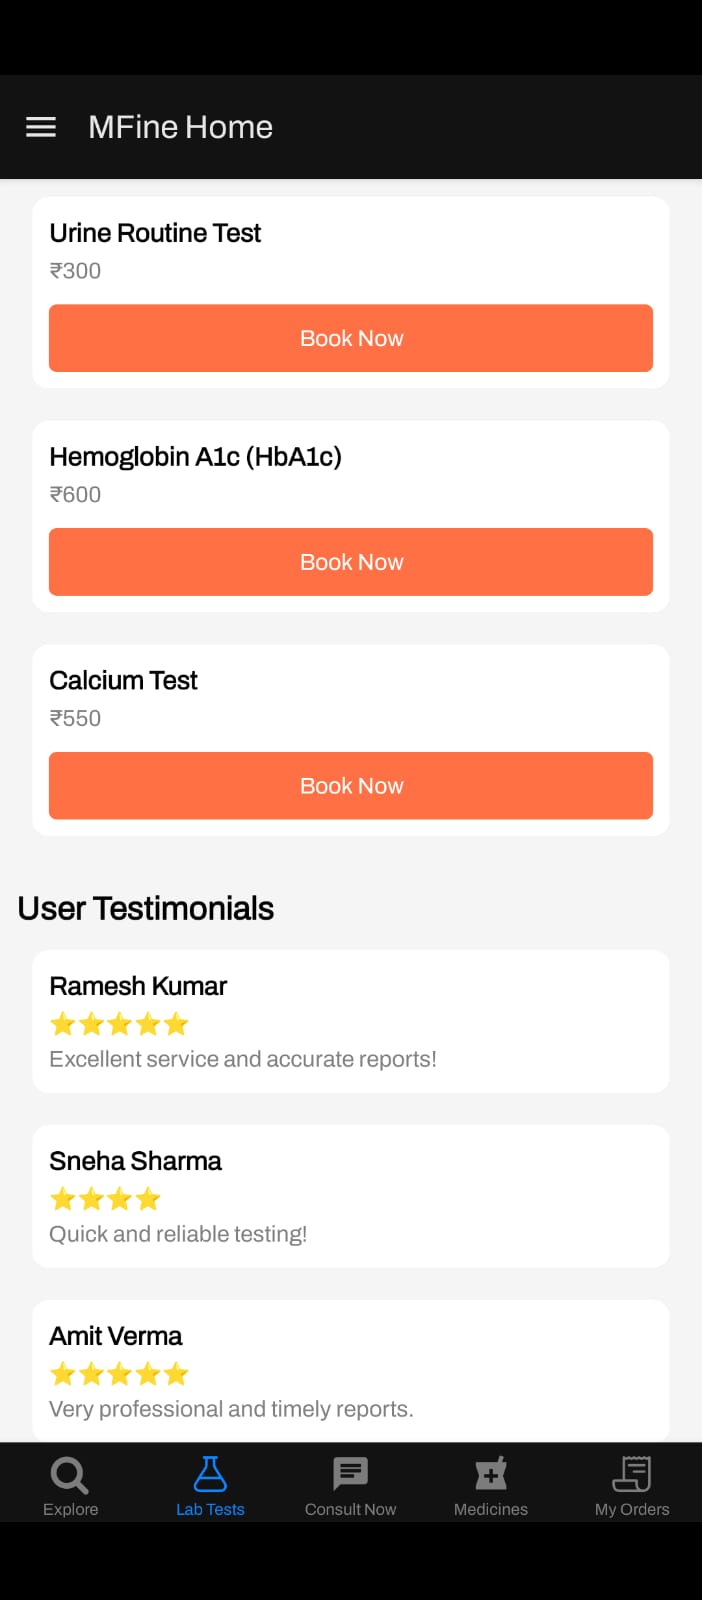 MFine Home
Urine Routine Test
₹300
Book Now
Hemoglobin A1c (HbA1c)
₹600
Book Now
Calcium Test
₹550
Book Now
User Testimonials
Ramesh Kumar
⭐⭐⭐⭐⭐
Excellent service and accurate reports!
Sneha Sharma
⭐⭐⭐⭐
Quick and reliable testing!
Amit Verma
⭐⭐⭐⭐⭐
Very professional and timely reports.
Explore
Lab Tests
Consult Now
Medicines
My Orders